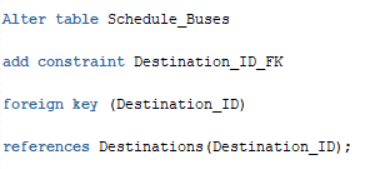 Alter table Schedule_Buses
add constraint Destination_ID_FK
foreign key (Destination_ID)
references Destinations(Destination_ID);